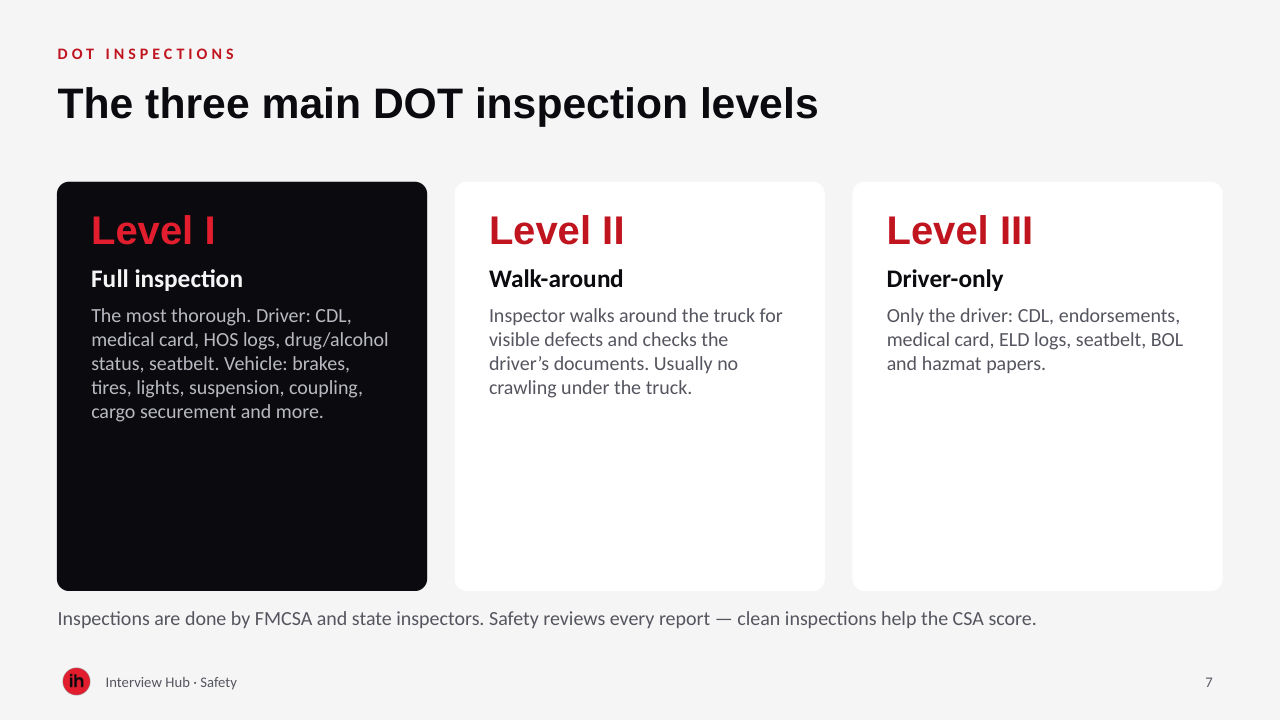 DOT INSPECTIONS
The three main DOT inspection levels
Level I
Full inspection
The most thorough. Driver: CDL,
medical card, HOS logs, drug/alcohol
status, seatbelt. Vehicle: brakes,
tires, lights, suspension, coupling,
cargo securement and more.
Level II
Walk-around
Inspector walks around the truck for
visible defects and checks the
driver’s documents. Usually no
crawling under the truck.
Level III
Driver-only
Only the driver: CDL, endorsements,
medical card, ELD logs, seatbelt, BOL
and hazmat papers.
Inspections are done by FMCSA and state inspectors. Safety reviews every report — clean inspections help the CSA score.
ih
Interview Hub · Safety
7